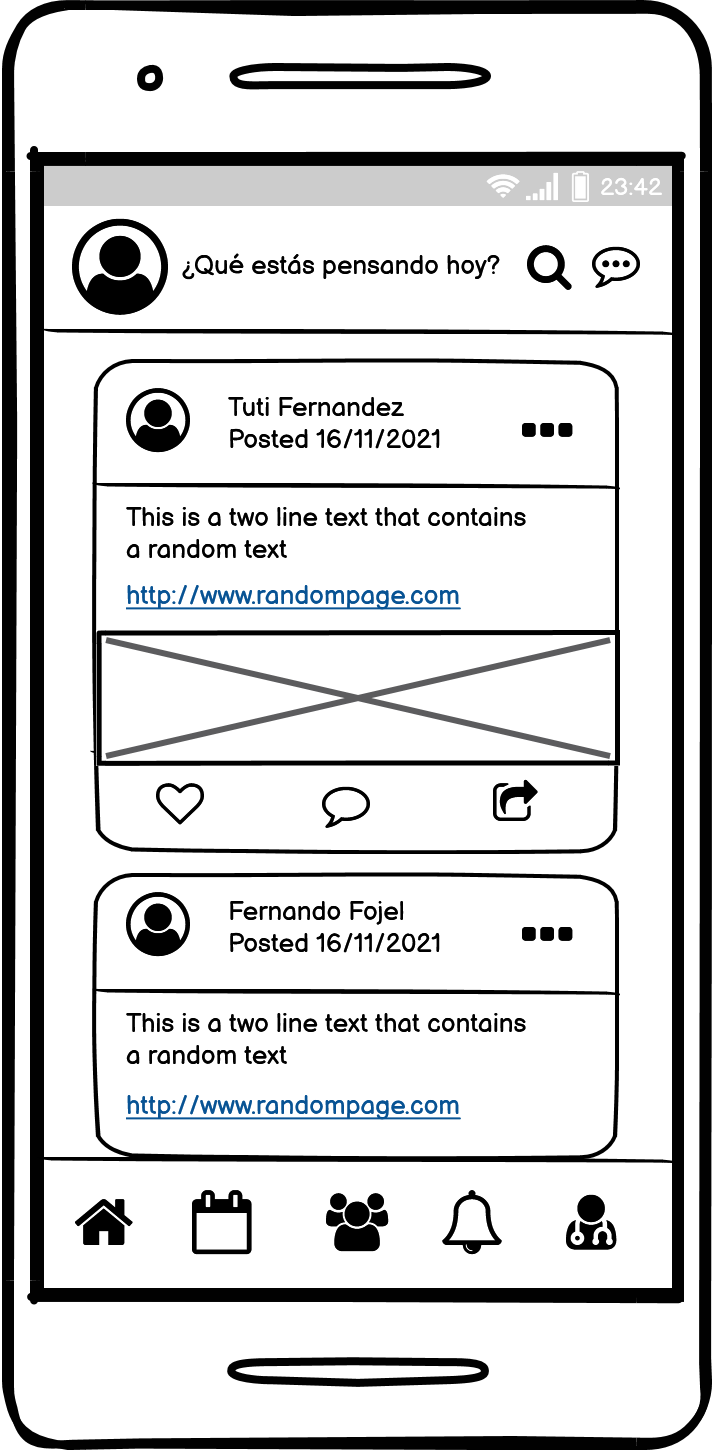 23:42
¿Qué estás pensando hoy?
Tuti Fernandez
Posted 16/11/2021
This is a two line text that contains
a random text
http://www.randompage.com
Fernando Fojel
Posted 16/11/2021
This is a two line text that contains
a random text
http://www.randompage.com